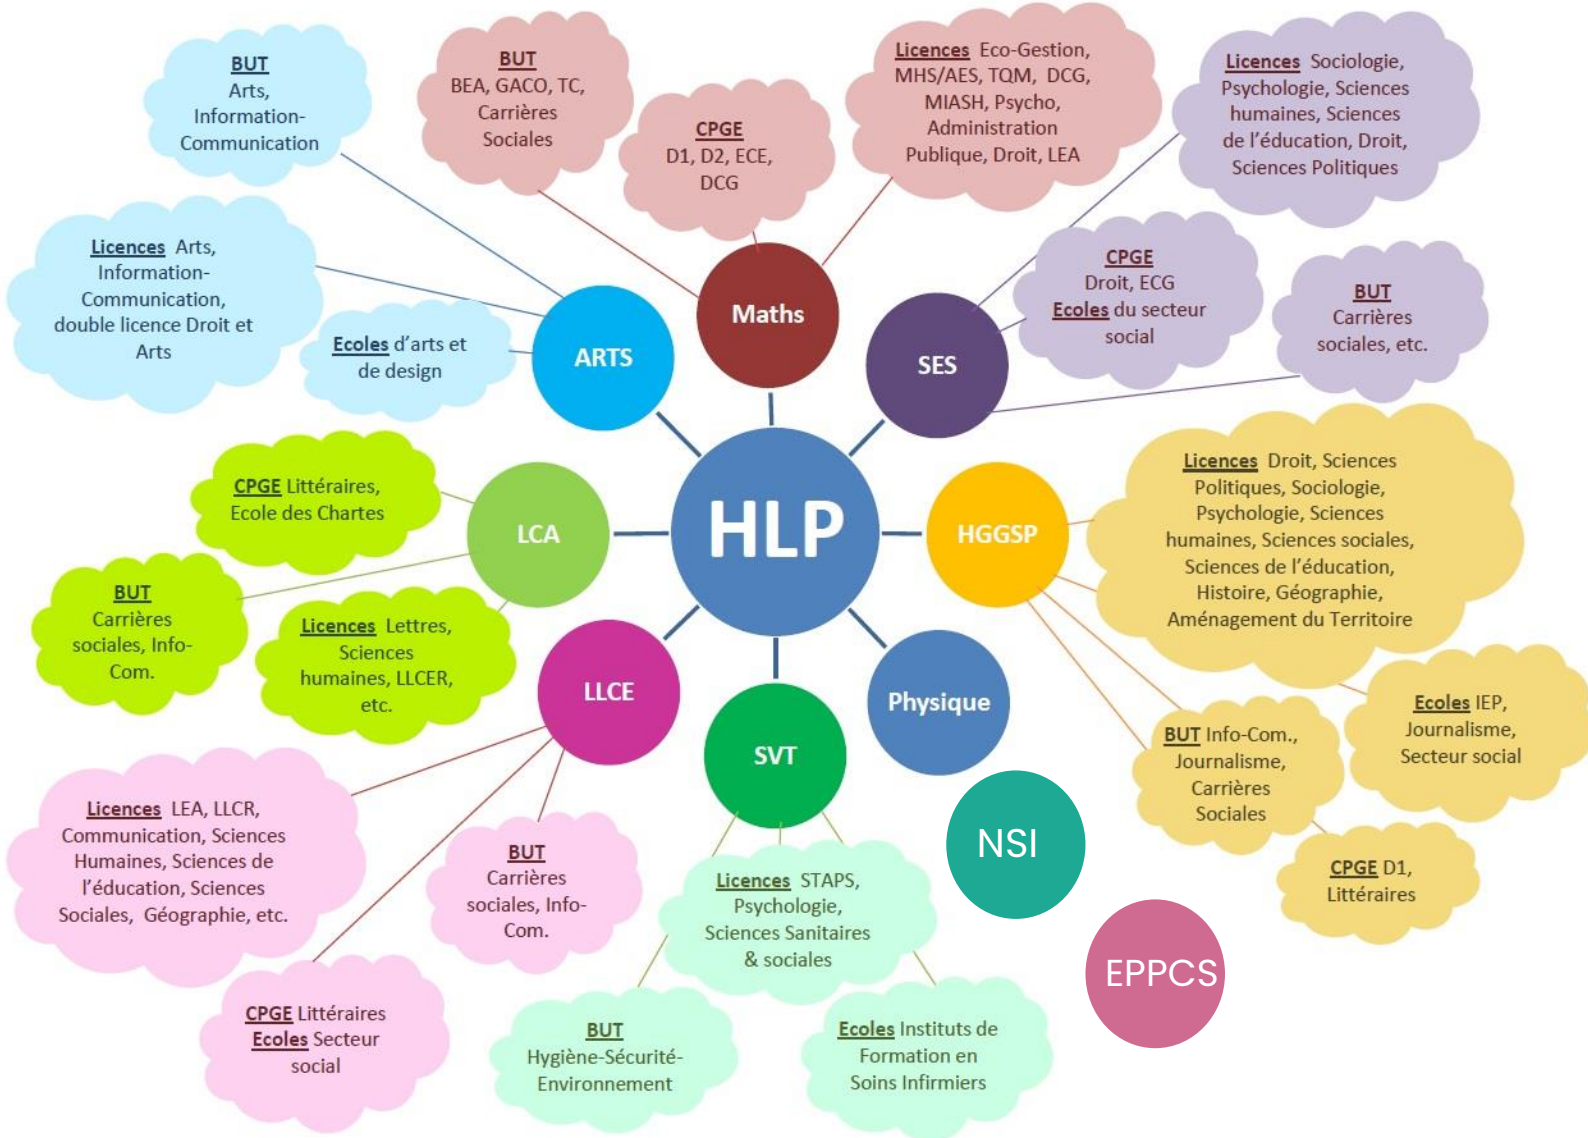 BUT
Arts,
Information-
Communication
BUT
BEA, GACO, TC,
Carrières
Sociales
CPGE
D1, D2, ECE,
DCG
Licences Eco-Gestion,
MHS/AES, TQM, DCG,
MIASH, Psycho,
Administration
Publique, Droit, LEA
Licences Sociologie,
Psychologie, Sciences
humaines, Sciences
de l'éducation, Droit,
Sciences Politiques
Licences Arts,
Information-
Communication,
double licence Droit et
Arts
Ecoles d'arts et
de design
ARTS
Maths
SES
CPGE
Droit, ECG
Ecoles du secteur
social
BUT
Carrières
sociales, etc.
CPGE Littéraires,
Ecole des Chartes
LCA
HLP
HGGSP
Licences Droit, Sciences
Politiques, Sociologie,
Psychologie, Sciences
humaines, Sciences sociales,
Sciences de l'éducation,
Histoire, Géographie,
Aménagement du Territoire
BUT
Carrières
sociales, Info-
Com.
Licences Lettres,
Sciences
humaines, LLCER,
etc.
LLCE
SVT
Physique
BUT Info-Com.,
Journalisme,
Carrières
Sociales
Ecoles IEP,
Journalisme,
Secteur social
CPGE D1,
Littéraires
NSI
EPPCS
Licences LEA, LLCR,
Communication, Sciences
Humaines, Sciences de
l'éducation, Sciences
Sociales, Géographie, etc.
BUT
Carrières
sociales, Info-
Com.
CPGE Littéraires
Ecoles Secteur
social
Licences STAPS,
Psychologie,
Sciences Sanitaires
& sociales
BUT
Hygiène-Sécurité-
Environnement
Ecoles Instituts de
Formation en
Soins Infirmiers